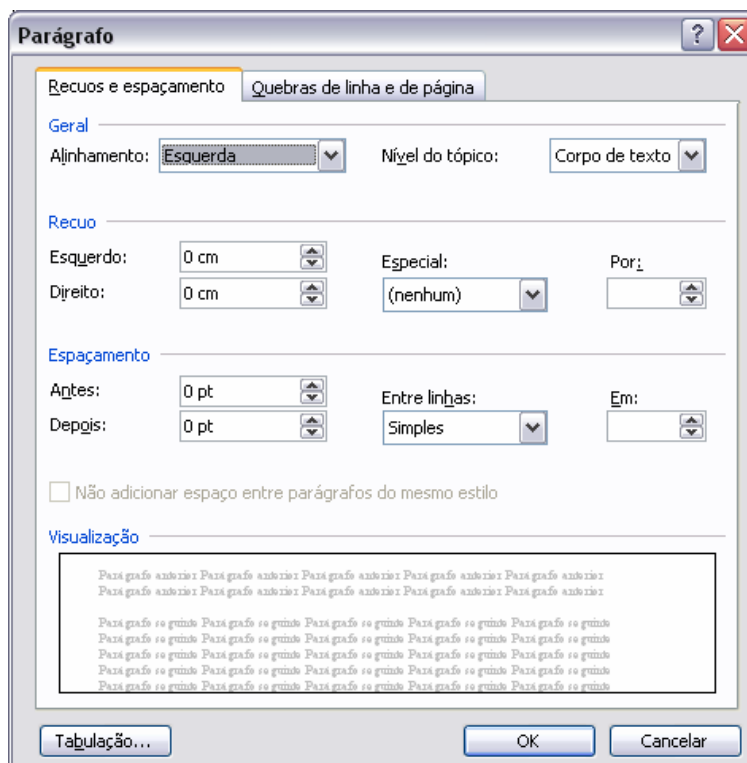 Parágrafo
Recuos e espaçamento Quebras de linha e de página
Geral
Alinhamento: Esquerda Nível do tópico: Corpo de texto
Recuo
Esquerdo: 0 cm Especial: Por:
Direito: 0 cm (nenhum)
Espaçamento
Antes: 0 pt Entre linhas: Em:
Depois: 0 pt Simples
Não adicionar espaço entre parágrafos do mesmo estilo
Visualização
Parágrafo anterior Parágrafo anterior Parágrafo anterior Parágrafo anterior Parágrafo anterior
Parágrafo anterior Parágrafo anterior Parágrafo anterior Parágrafo anterior Parágrafo anterior
Parágrafo seguinte Parágrafo seguinte Parágrafo seguinte Parágrafo seguinte Parágrafo seguinte
Parágrafo seguinte Parágrafo seguinte Parágrafo seguinte Parágrafo seguinte Parágrafo seguinte
Parágrafo seguinte Parágrafo seguinte Parágrafo seguinte Parágrafo seguinte Parágrafo seguinte
Parágrafo seguinte Parágrafo seguinte Parágrafo seguinte Parágrafo seguinte Parágrafo seguinte
Parágrafo seguinte Parágrafo seguinte Parágrafo seguinte Parágrafo seguinte Parágrafo seguinte
Tabulação... OK Cancelar